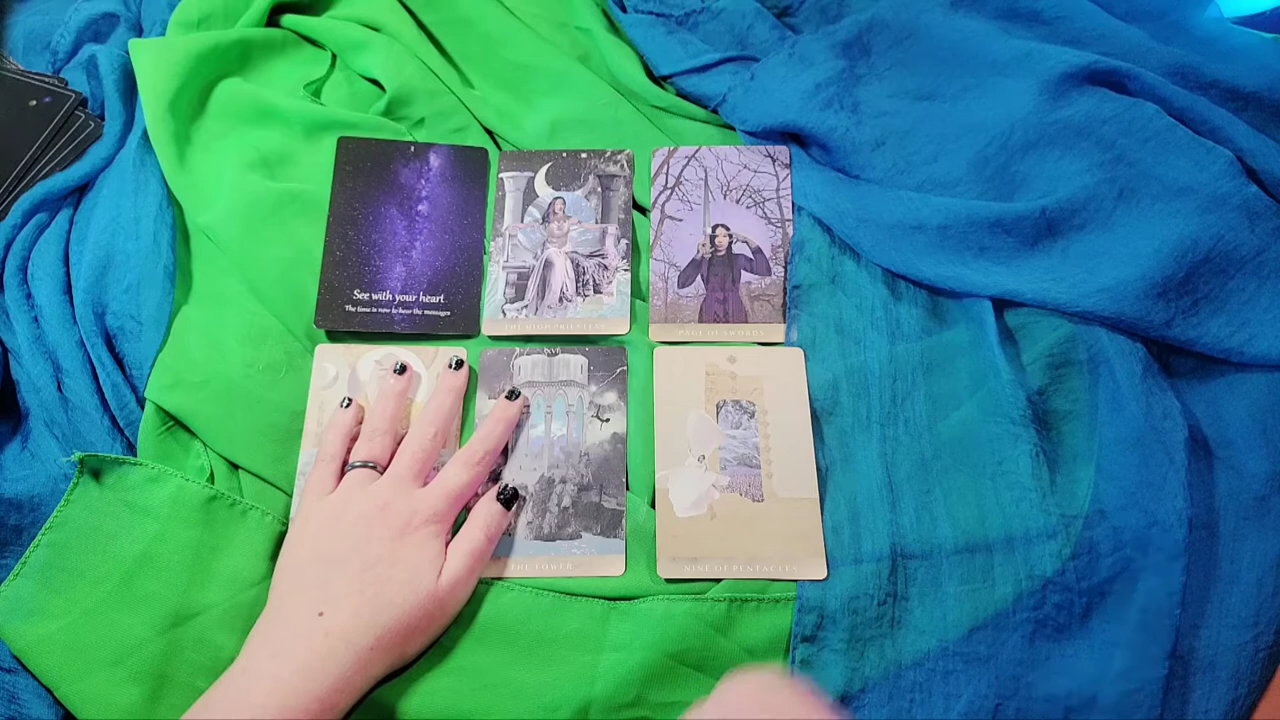 See with your heart
The time is now to hear the messages
THE HIGH PRIESTESS
PAGE OF SWORDS
THE TOWER
NINE OF PENTACLES